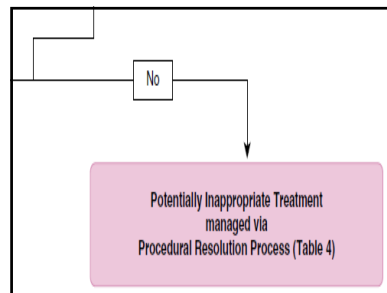 No
Potentially Inappropriate Treatment
managed via
Procedural Resolution Process (Table 4)